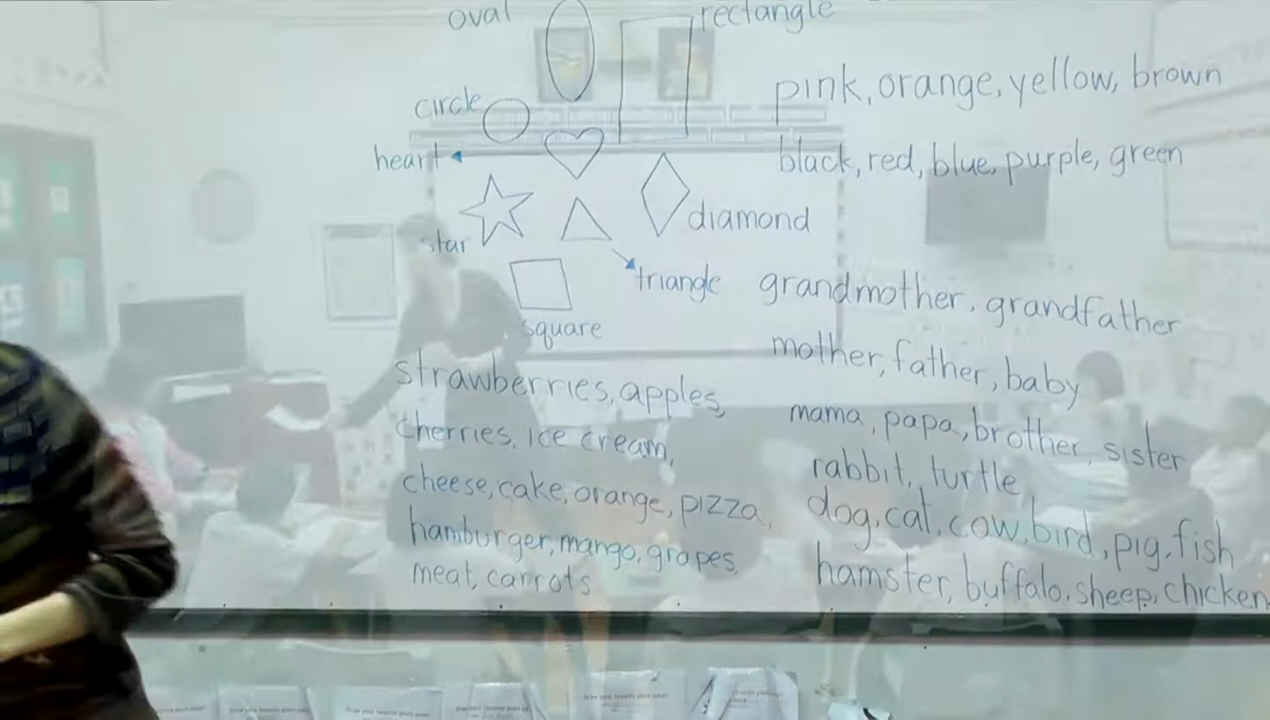 oval
rectangle
circle
heart
star
diamond
triangle
square
strawberries, apples,
cherries, ice cream,
cheese, cake, orange, pizza,
hamburger, mango, grapes,
meat, carrots
pink, orange, yellow, brown
black, red, blue, purple, green
grandmother, grandfather
mother, father, baby
mama, papa, brother, sister
rabbit, turtle,
dog, cat, cow, bird, pig, fish
hamster, buffalo, sheep, chicken